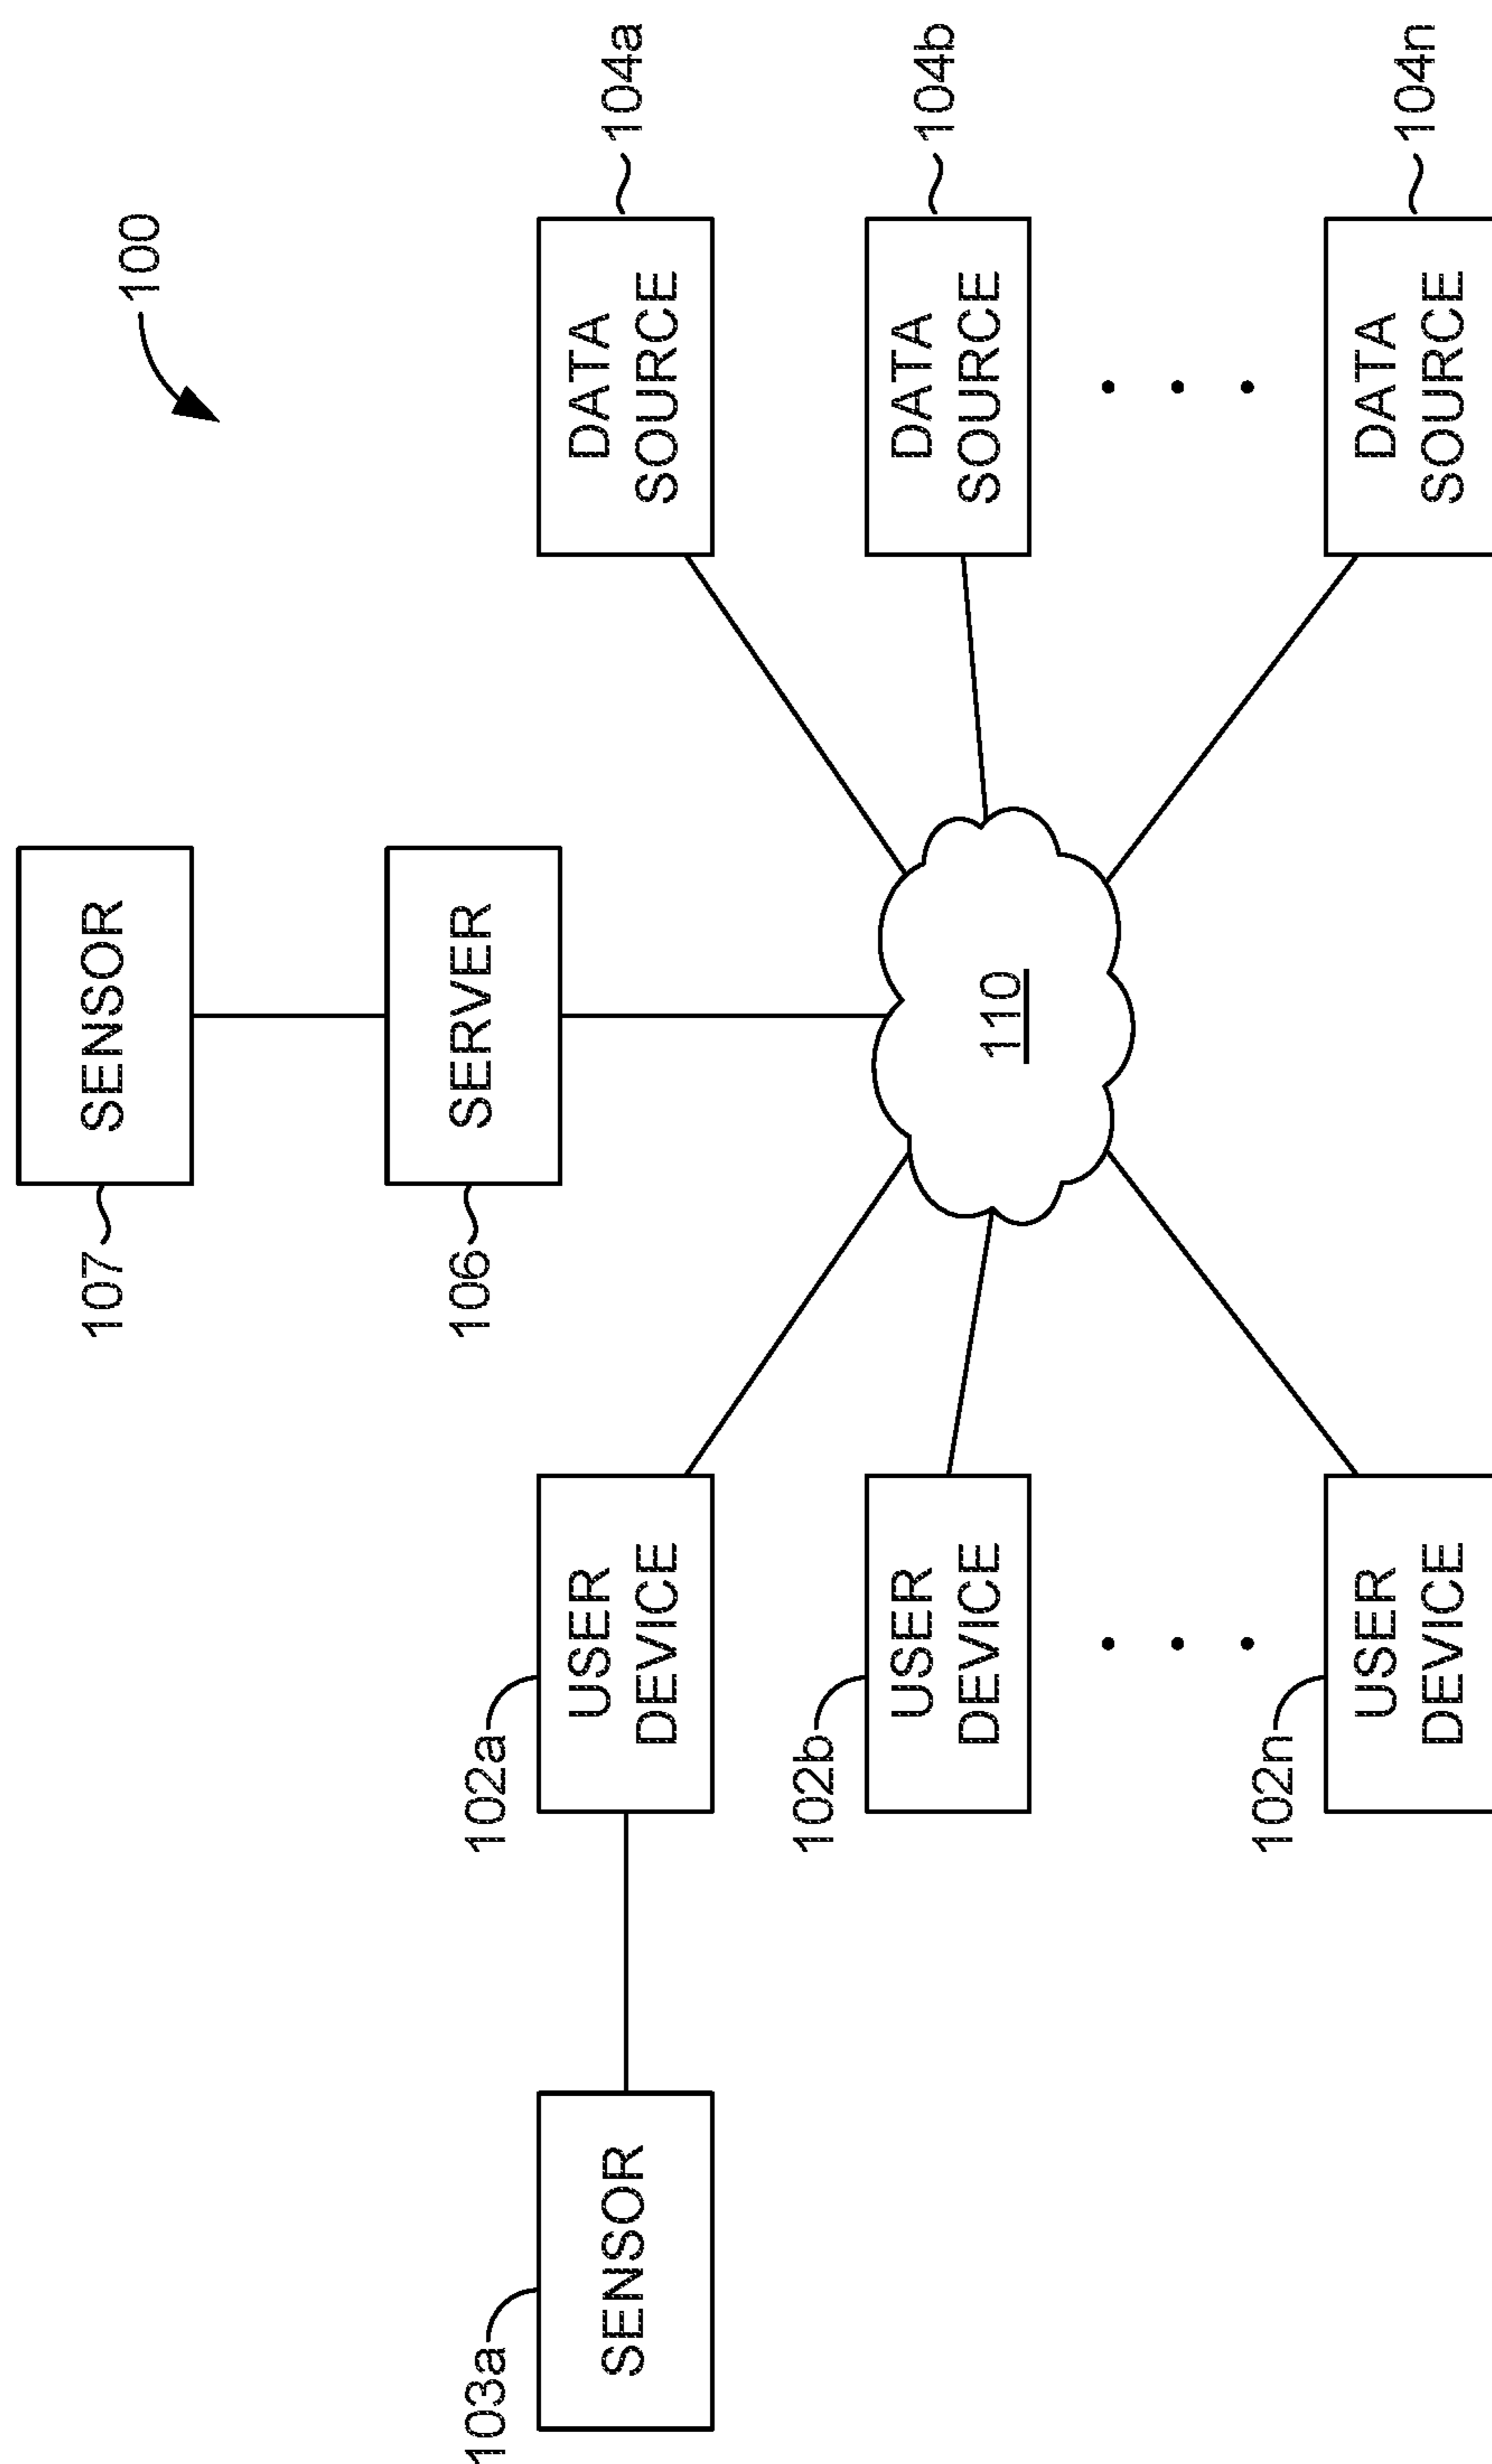 100
SENSOR
107
SERVER
106
103a
SENSOR
102a
USER
DEVICE
DATA
SOURCE
104a
110
102b
USER
DEVICE
DATA
SOURCE
104b
102n
USER
DEVICE
DATA
SOURCE
104n